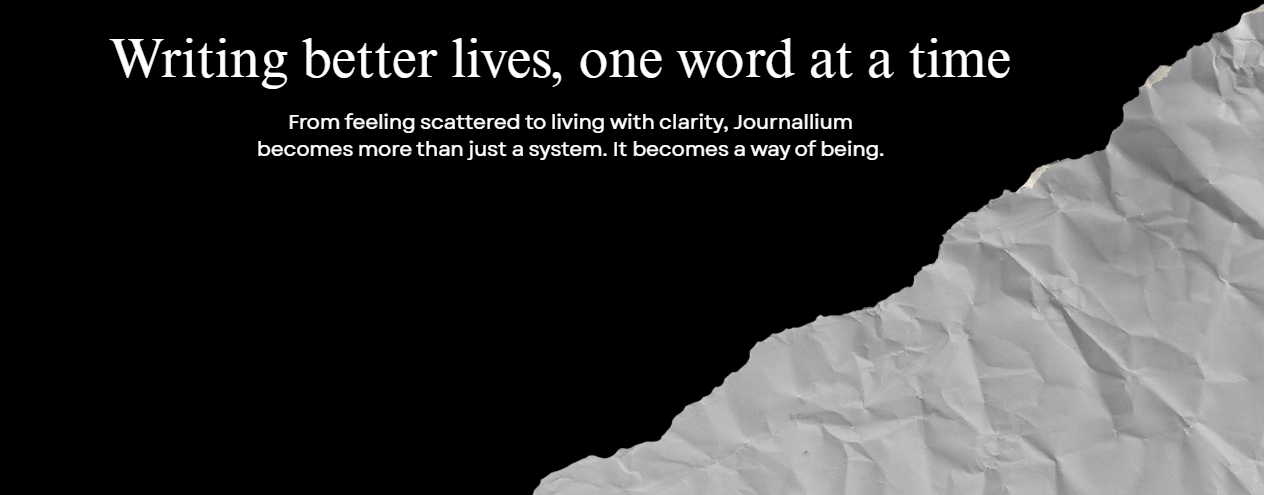 Writing better lives, one word at a time
From feeling scattered to living with clarity, Journallium
becomes more than just a system. It becomes a way of being.